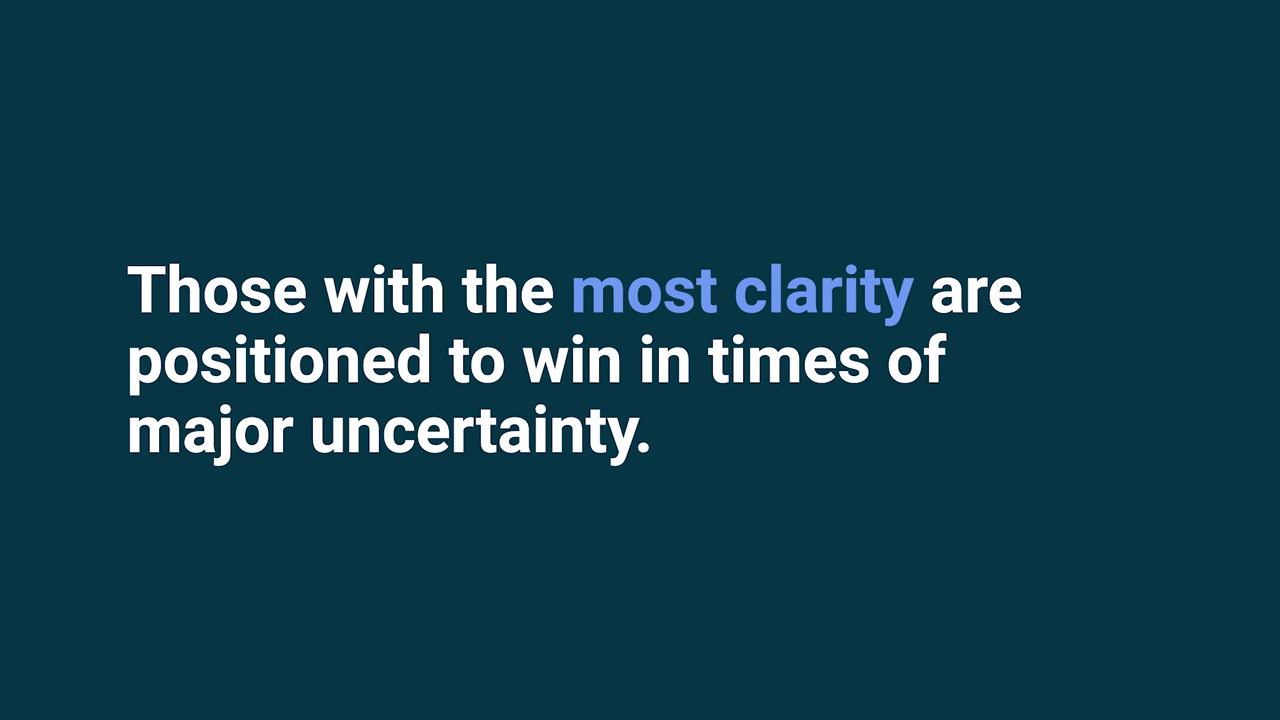 Those with the most clarity are
positioned to win in times of
major uncertainty.